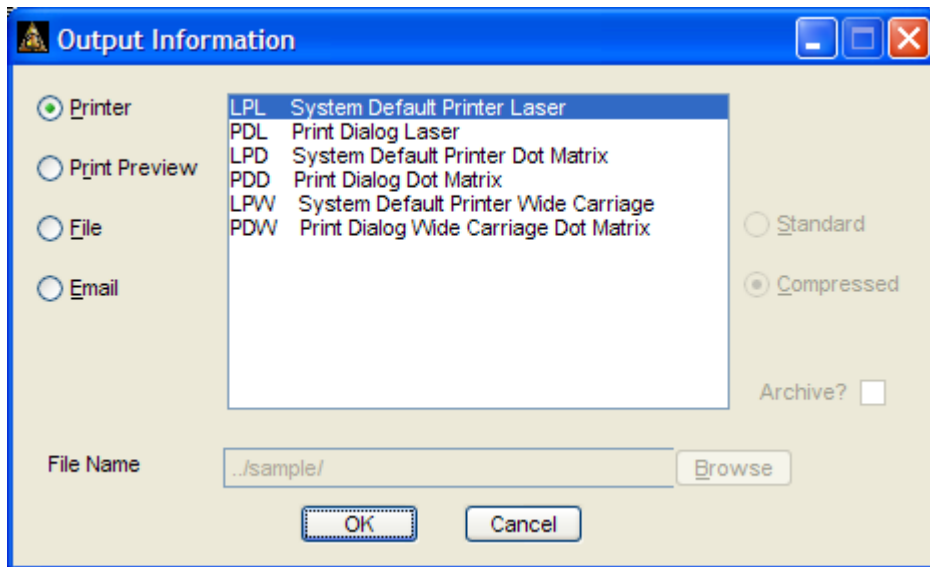 Output Information
Printer
Print Preview
File
Email
LPL System Default Printer Laser
PDL Print Dialog Laser
LPD System Default Printer Dot Matrix
PDD Print Dialog Dot Matrix
LPW System Default Printer Wide Carriage
PDW Print Dialog Wide Carriage Dot Matrix
Standard
Compressed
Archive?
File Name ../sample/ Browse
OK Cancel